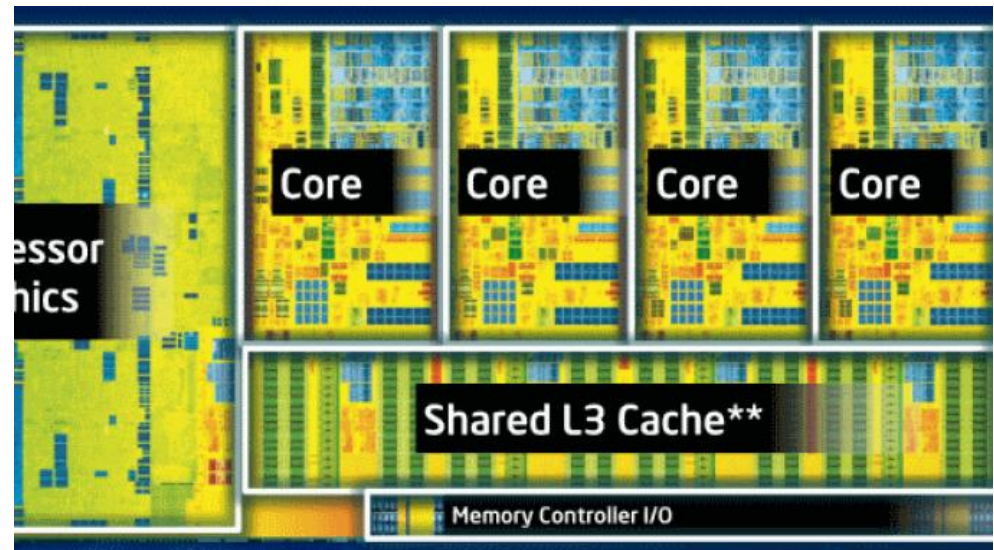 essor
hics
Core
Core
Core
Core
Shared L3 Cache**
Memory Controller I/O